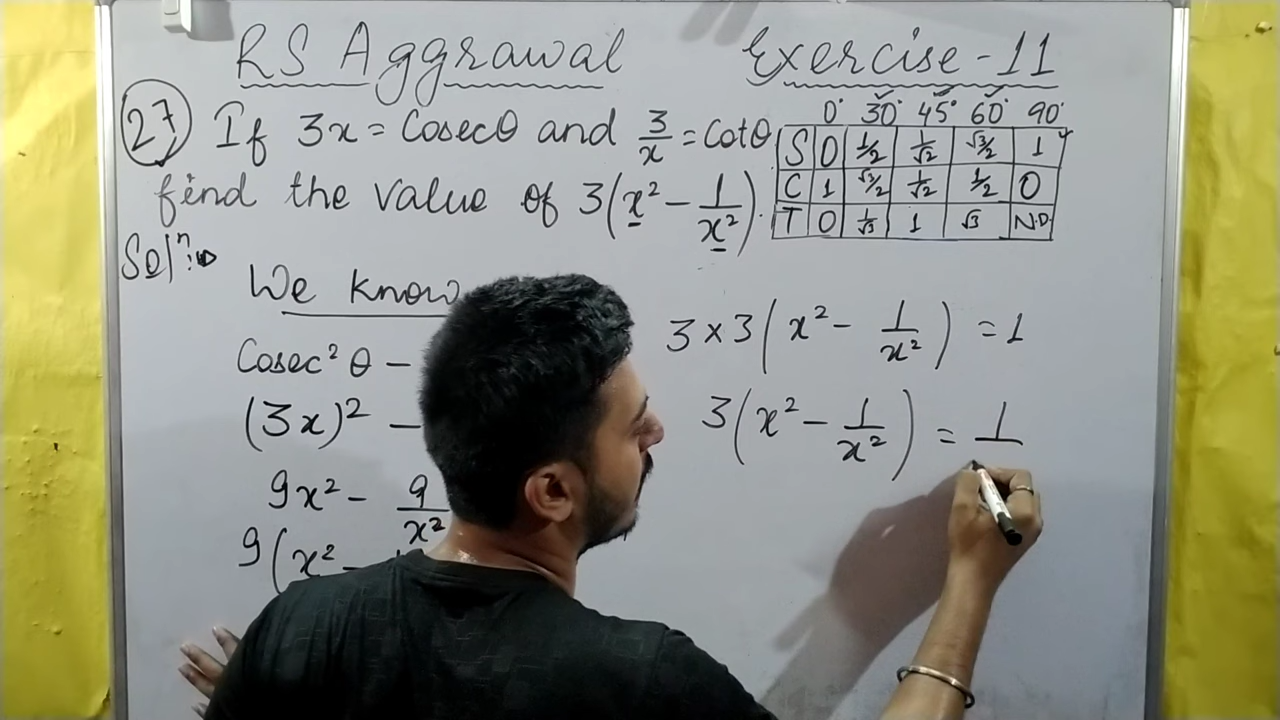 RS Aggrawal Exercise-11
(27) If 3x = Cosecθ and 3/x = Cotθ
find the value of 3(x² - 1/x²).
0° 30° 45° 60° 90°
S 0 1/2 1/√2 √3/2 1
C 1 √3/2 1/√2 1/2 0
T 0 1/√3 1 √3 N.D.
Solⁿ:
We know
Cosec²θ -
(3x)² -
9x² - 9/x²
9(x² -
3×3(x² - 1/x²) = 1
3(x² - 1/x²) = 1